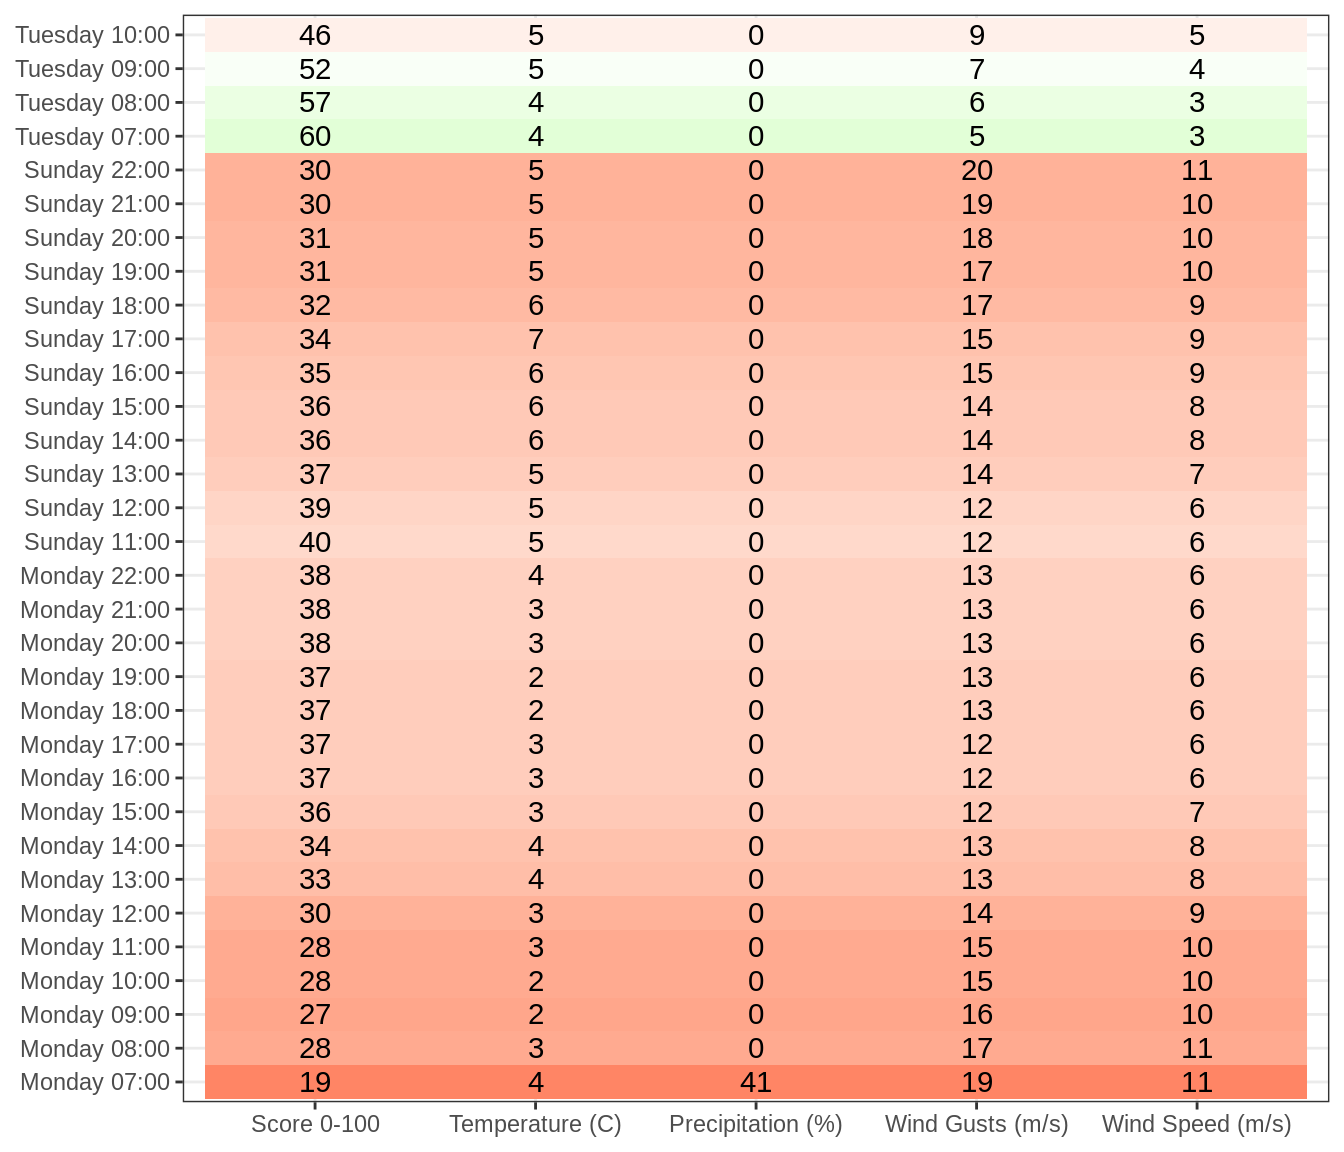 Tuesday 10:00 46 5 0 9 5
Tuesday 09:00 52 5 0 7 4
Tuesday 08:00 57 4 0 6 3
Tuesday 07:00 60 4 0 5 3
Sunday 22:00 30 5 0 20 11
Sunday 21:00 30 5 0 19 10
Sunday 20:00 31 5 0 18 10
Sunday 19:00 31 5 0 17 10
Sunday 18:00 32 6 0 17 9
Sunday 17:00 34 7 0 15 9
Sunday 16:00 35 6 0 15 9
Sunday 15:00 36 6 0 14 8
Sunday 14:00 36 6 0 14 8
Sunday 13:00 37 5 0 14 7
Sunday 12:00 39 5 0 12 6
Sunday 11:00 40 5 0 12 6
Monday 22:00 38 4 0 13 6
Monday 21:00 38 3 0 13 6
Monday 20:00 38 3 0 13 6
Monday 19:00 37 2 0 13 6
Monday 18:00 37 2 0 13 6
Monday 17:00 37 3 0 12 6
Monday 16:00 37 3 0 12 6
Monday 15:00 36 3 0 12 7
Monday 14:00 34 4 0 13 8
Monday 13:00 33 4 0 13 8
Monday 12:00 30 3 0 14 9
Monday 11:00 28 3 0 15 10
Monday 10:00 28 2 0 15 10
Monday 09:00 27 2 0 16 10
Monday 08:00 28 3 0 17 11
Monday 07:00 19 4 41 19 11
Score 0-100 Temperature (C) Precipitation (%) Wind Gusts (m/s) Wind Speed (m/s)